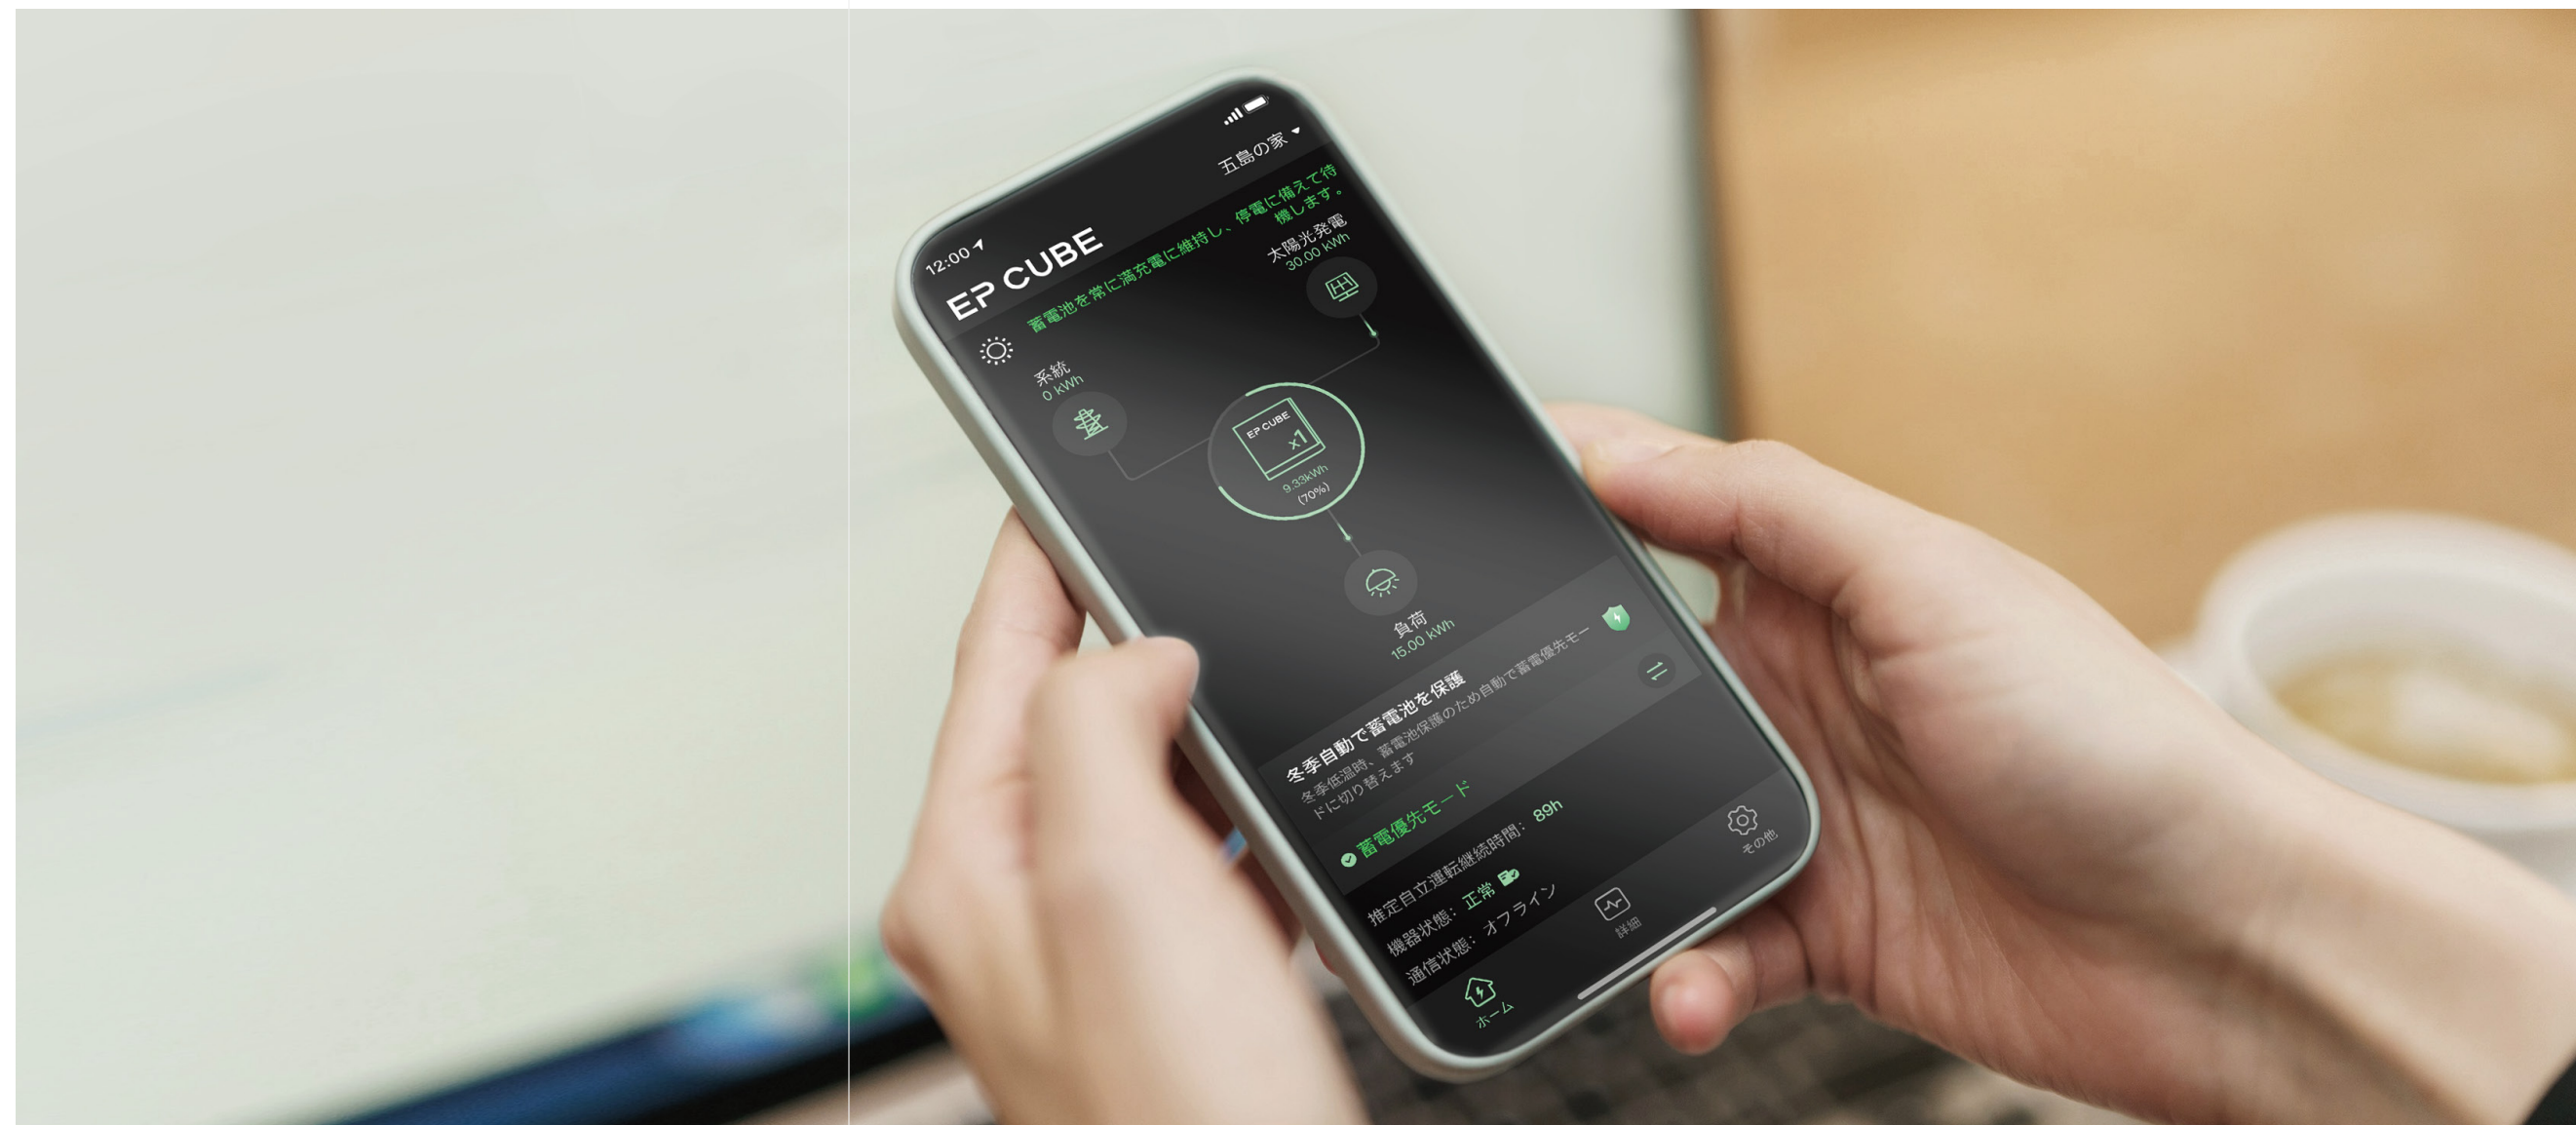 12:00
EP CUBE
五島の家
蓄電池を常に満充電に維持し、停電に備えて待
機します。
太陽光発電
30.00 kWh
系統
0 kWh
EP CUBE
x1
9.33kWh
(70%)
負荷
15.00 kWh
冬季自動で蓄電池を保護
冬季低温時、蓄電池保護のため自動で蓄電優先モー
ドに切り替えます
蓄電優先モード
推定自立運転継続時間： 89h
機器状態： 正常
通信状態： オフライン
ホーム
詳細
その他